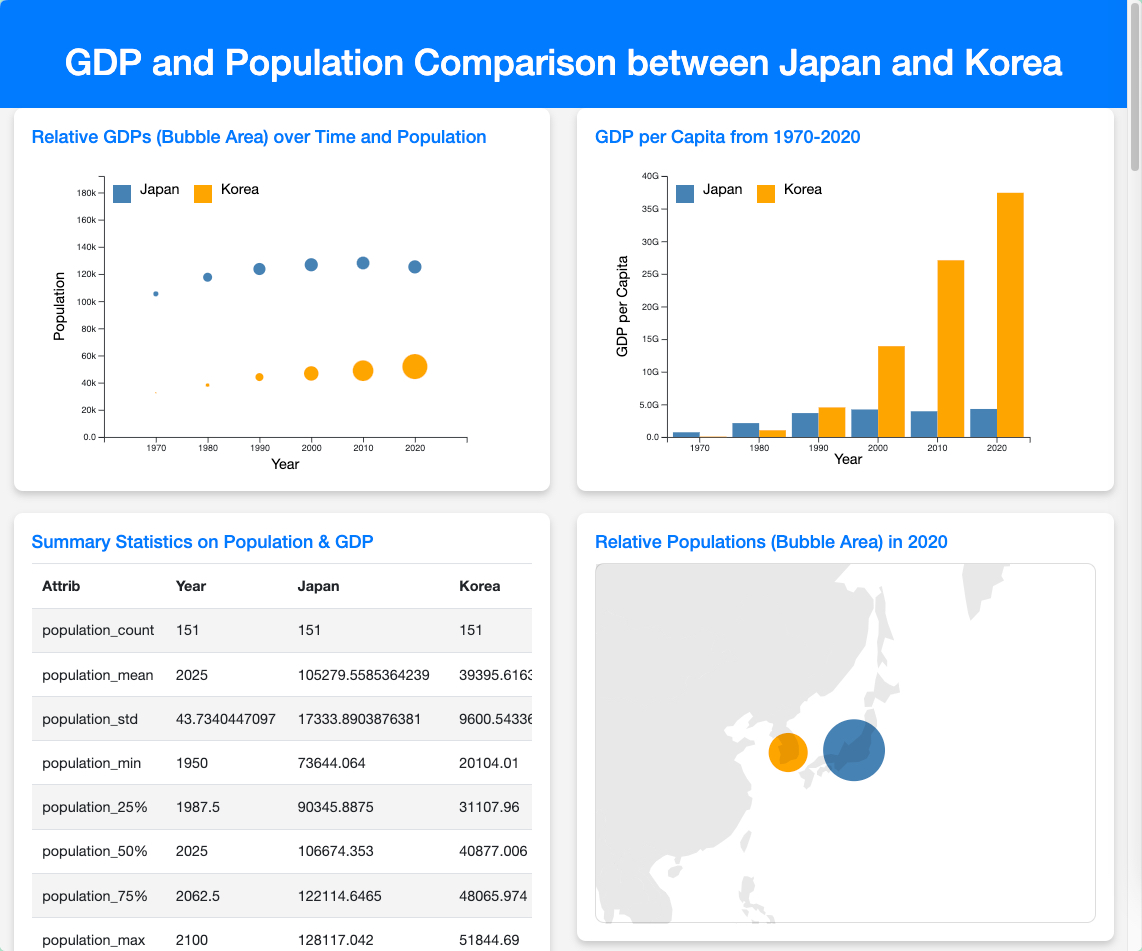 GDP and Population Comparison between Japan and Korea
Relative GDPs (Bubble Area) over Time and Population
Japan Korea
180k
160k
140k
120k
100k
80k
60k
40k
20k
0.0
Population
1970 1980 1990 2000 2010 2020
Year
GDP per Capita from 1970-2020
Japan Korea
40G
35G
30G
25G
20G
15G
10G
5.0G
0.0
GDP per Capita
1970 1980 1990 2000 2010 2020
Year
Summary Statistics on Population & GDP
Attrib Year Japan Korea
population_count 151 151 151
population_mean 2025 105279.5585364239 39395.6163
population_std 43.7340447097 17333.8903876381 9600.54336
population_min 1950 73644.064 20104.01
population_25% 1987.5 90345.8875 31107.96
population_50% 2025 106674.353 40877.006
population_75% 2062.5 122114.6465 48065.974
population_max 2100 128117.042 51844.69
Relative Populations (Bubble Area) in 2020